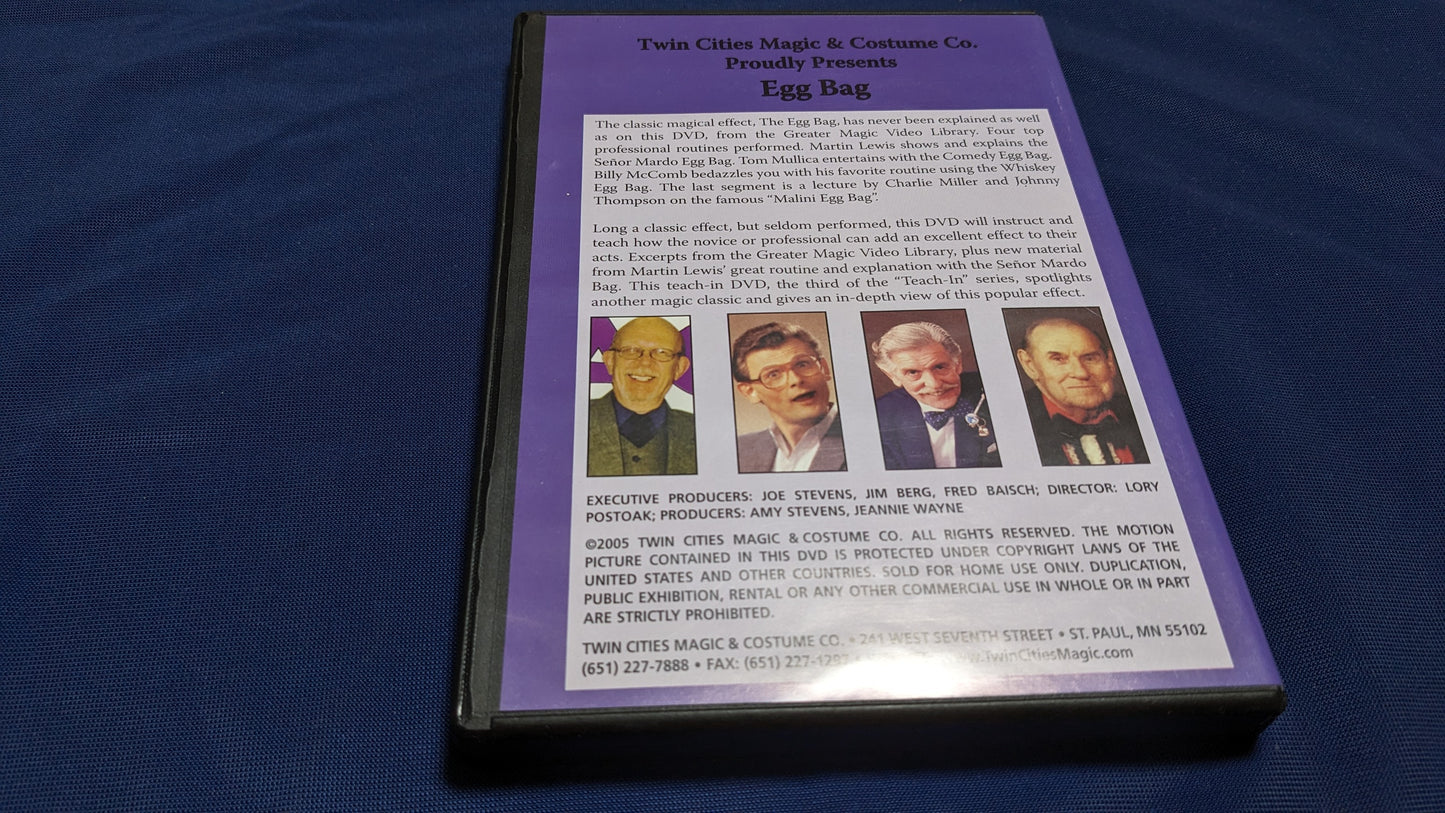 Twin Cities Magic & Costume Co.
Proudly Presents
Egg Bag
The classic magical effect, The Egg Bag, has never been explained as well
as on this DVD, from the Greater Magic Video Library. Four top
professional routines performed. Martin Lewis shows and explains the
Señor Mardo Egg Bag. Tom Mullica entertains with the Comedy Egg Bag.
Billy McComb bedazzles you with his favorite routine using the Whiskey
Egg Bag. The last segment is a lecture by Charlie Miller and Johnny
Thompson on the famous “Malini Egg Bag”.
Long a classic effect, but seldom performed, this DVD will instruct and
teach how the novice or professional can add an excellent effect to their
acts. Excerpts from the Greater Magic Video Library, plus new material
from Martin Lewis’ great routine and explanation with the Señor Mardo
Bag. This teach-in DVD, the third of the “Teach-In” series, spotlights
another magic classic and gives an in-depth view of this popular effect.
EXECUTIVE PRODUCERS: JOE STEVENS, JIM BERG, FRED BAISCH; DIRECTOR: LORY
POSTOAK; PRODUCERS: AMY STEVENS, JEANNIE WAYNE
©2005 TWIN CITIES MAGIC & COSTUME CO. ALL RIGHTS RESERVED. THE MOTION
PICTURE CONTAINED IN THIS DVD IS PROTECTED UNDER COPYRIGHT LAWS OF THE
UNITED STATES AND OTHER COUNTRIES. SOLD FOR HOME USE ONLY. DUPLICATION,
PUBLIC EXHIBITION, RENTAL OR ANY OTHER COMMERCIAL USE IN WHOLE OR IN PART
ARE STRICTLY PROHIBITED.
TWIN CITIES MAGIC & COSTUME CO. • 241 WEST SEVENTH STREET • ST. PAUL, MN 55102
(651) 227-7888 • FAX: (651) 227-1297 • www.TwinCitiesMagic.com